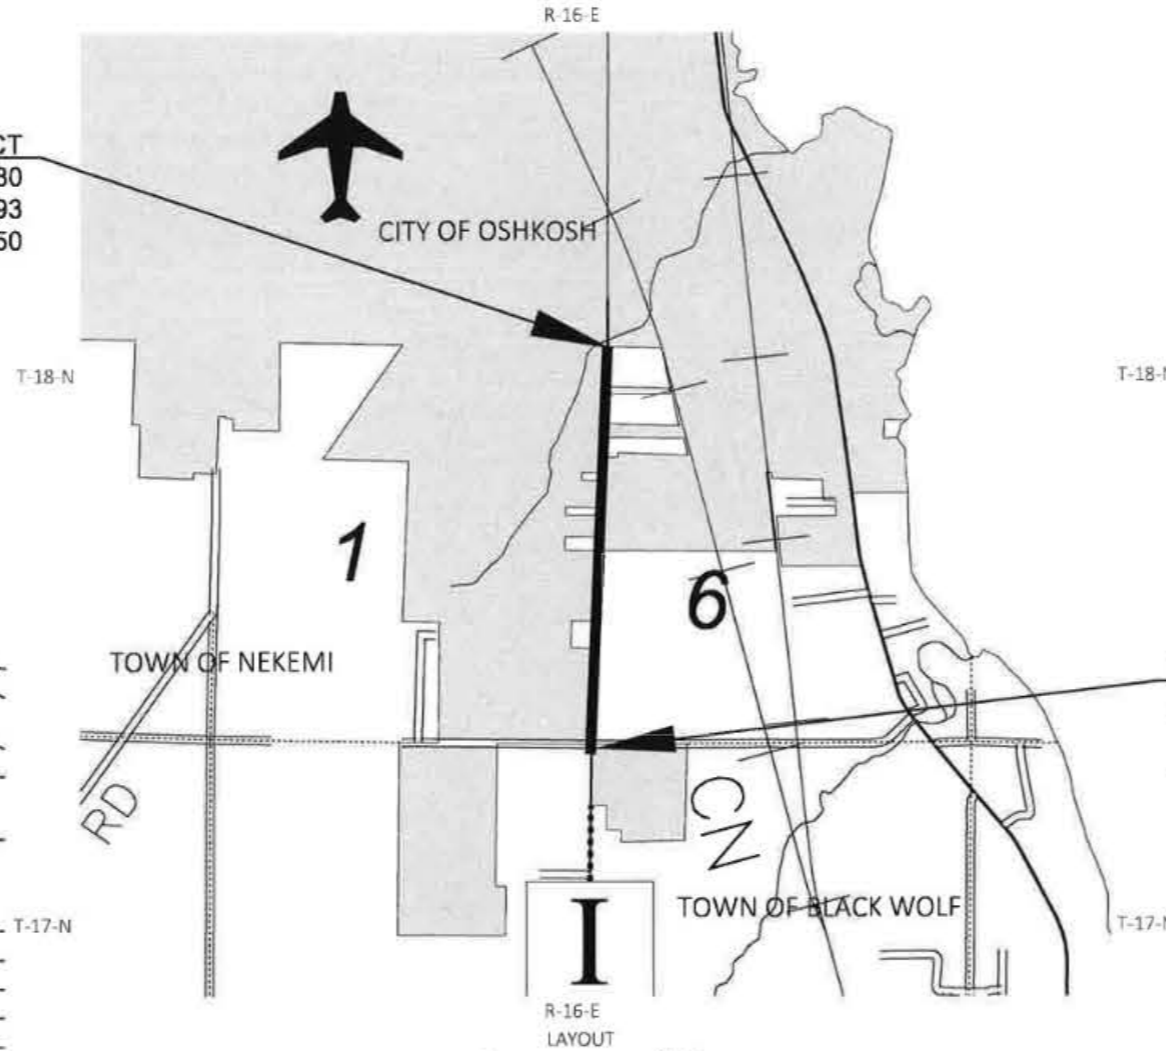 R-16-E
CT
30
93
50
CITY OF OSHKOSH
T-18-N
T-18-N
1
6
TOWN OF NEKEMI
RD
CN
TOWN OF BLACK WOLF
T-17-N
T-17-N
I
R-16-E
LAYOUT